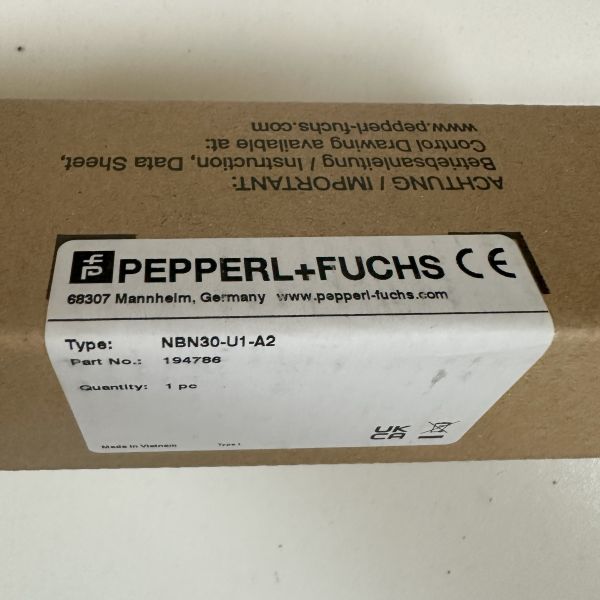 ACHTUNG / IMPORTANT:
Betriebsanleitung / Instruction, Data Sheet,
Control Drawing available at:
www.pepperl-fuchs.com
PEPPERL+FUCHS CE
68307 Mannheim, Germany www.pepperl-fuchs.com
Type: NBN30-U1-A2
Part No.: 194786
Quantity: 1 pc
UK
CA
Made in Vietnam Type 1